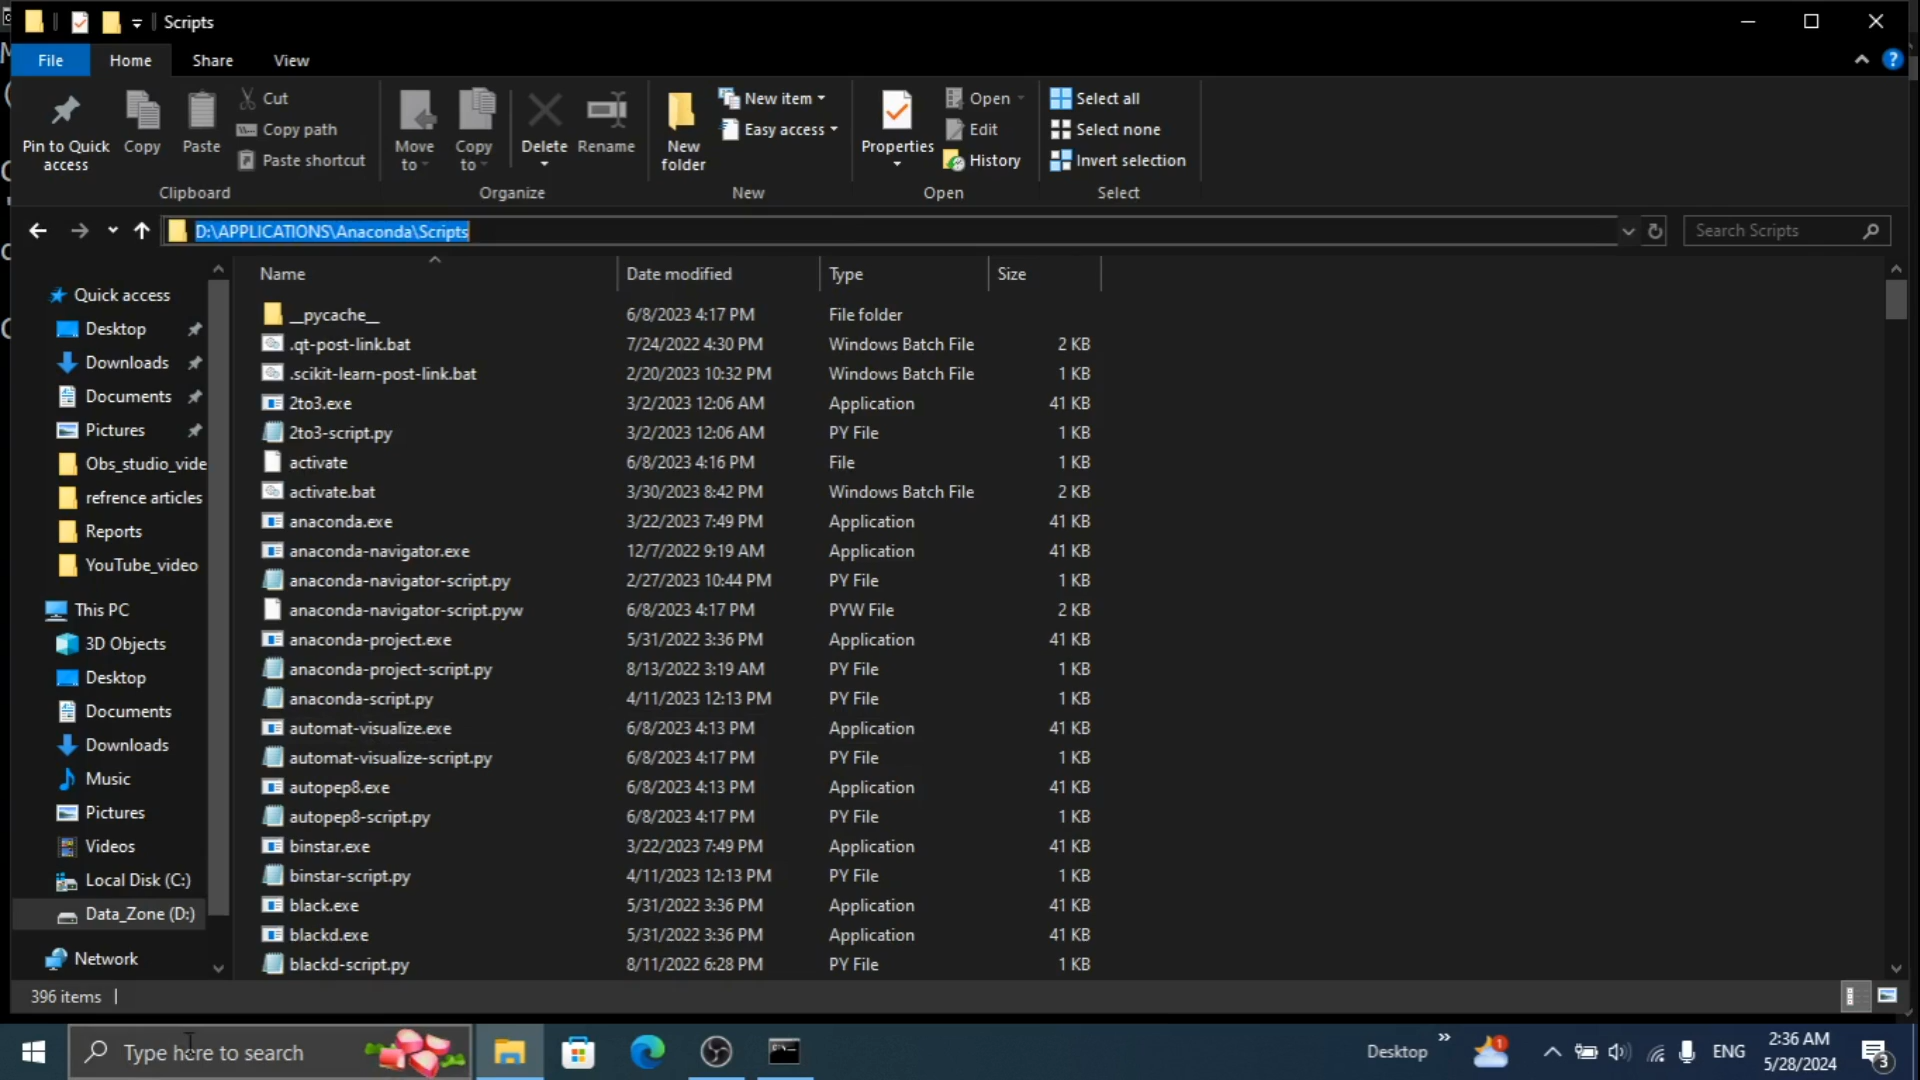 Scripts
File Home Share View
Pin to Quick access
Copy
Paste
Cut
Copy path
Paste shortcut
Clipboard
Move to
Copy to
Delete
Rename
Organize
New folder
New item
Easy access
New
Properties
Open
Edit
History
Open
Select all
Select none
Invert selection
Select
D:\APPLICATIONS\Anaconda\Scripts
Search Scripts
Quick access
Desktop
Downloads
Documents
Pictures
Obs_studio_vide
refrence articles
Reports
YouTube_video
This PC
3D Objects
Desktop
Documents
Downloads
Music
Pictures
Videos
Local Disk (C:)
Data_Zone (D:)
Network
Name Date modified Type Size
__pycache__ 6/8/2023 4:17 PM File folder
.qt-post-link.bat 7/24/2022 4:30 PM Windows Batch File 2 KB
.scikit-learn-post-link.bat 2/20/2023 10:32 PM Windows Batch File 1 KB
2to3.exe 3/2/2023 12:06 AM Application 41 KB
2to3-script.py 3/2/2023 12:06 AM PY File 1 KB
activate 6/8/2023 4:16 PM File 1 KB
activate.bat 3/30/2023 8:42 PM Windows Batch File 2 KB
anaconda.exe 3/22/2023 7:49 PM Application 41 KB
anaconda-navigator.exe 12/7/2022 9:19 AM Application 41 KB
anaconda-navigator-script.py 2/27/2023 10:44 PM PY File 1 KB
anaconda-navigator-script.pyw 6/8/2023 4:17 PM PYW File 2 KB
anaconda-project.exe 5/31/2022 3:36 PM Application 41 KB
anaconda-project-script.py 8/13/2022 3:19 AM PY File 1 KB
anaconda-script.py 4/11/2023 12:13 PM PY File 1 KB
automat-visualize.exe 6/8/2023 4:13 PM Application 41 KB
automat-visualize-script.py 6/8/2023 4:17 PM PY File 1 KB
autopep8.exe 6/8/2023 4:13 PM Application 41 KB
autopep8-script.py 6/8/2023 4:17 PM PY File 1 KB
binstar.exe 3/22/2023 7:49 PM Application 41 KB
binstar-script.py 4/11/2023 12:13 PM PY File 1 KB
black.exe 5/31/2022 3:36 PM Application 41 KB
blackd.exe 5/31/2022 3:36 PM Application 41 KB
blackd-script.py 8/11/2022 6:28 PM PY File 1 KB
396 items
Type here to search
Desktop
1
ENG
2:36 AM
5/28/2024
3